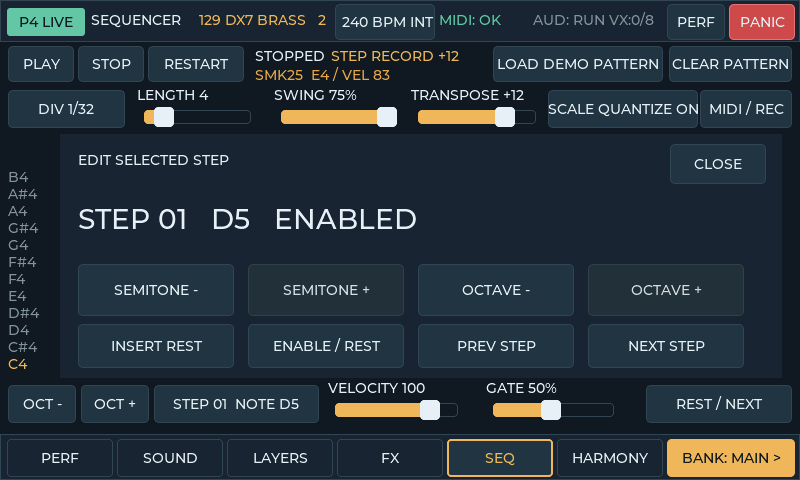 P4 LIVE SEQUENCER 129 DX7 BRASS 2 240 BPM INT MIDI: OK AUD: RUN VX:0/8 PERF PANIC
PLAY STOP RESTART STOPPED STEP RECORD +12 LOAD DEMO PATTERN CLEAR PATTERN
SMK25 E4 / VEL 83
DIV 1/32 LENGTH 4 SWING 75% TRANSPOSE +12 SCALE QUANTIZE ON MIDI / REC
EDIT SELECTED STEP CLOSE
B4
A#4
A4
G#4
G4
F#4
F4
E4
D#4
D4
C#4
C4
STEP 01 D5 ENABLED
SEMITONE - SEMITONE + OCTAVE - OCTAVE +
INSERT REST ENABLE / REST PREV STEP NEXT STEP
OCT - OCT + STEP 01 NOTE D5 VELOCITY 100 GATE 50% REST / NEXT
PERF SOUND LAYERS FX SEQ HARMONY BANK: MAIN >